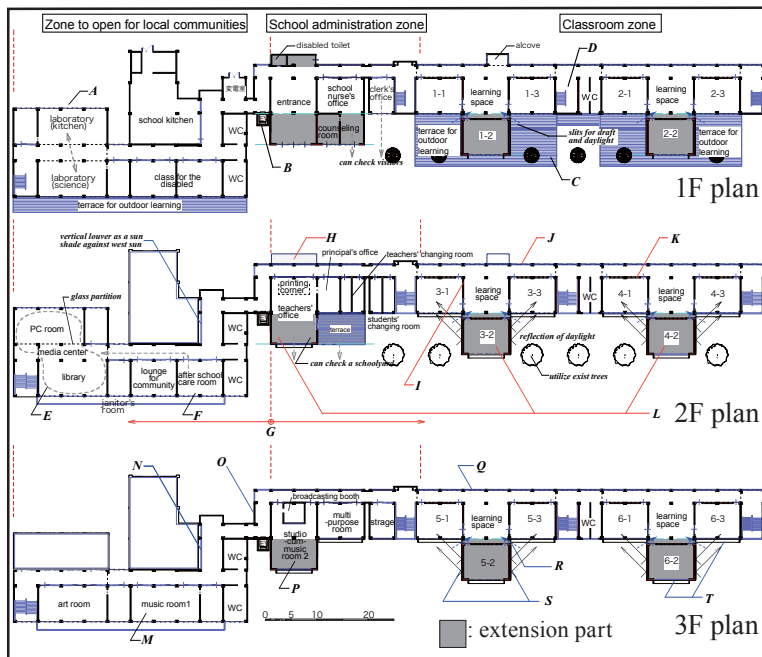 Zone to open for local communities
School administration zone
Classroom zone
disabled toilet
alcove
A
D
変電室
laboratory
(kitchen)
school kitchen
entrance
school
nurse's
office
clerk's
office
1-1
learning
space
1-3
WC
2-1
learning
space
2-3
WC
counseling
room
terrace for
outdoor
learning
1-2
slits for draft
and daylight
2-2
terrace for
outdoor
learning
B
can check visitors
C
laboratory
(science)
class for the
disabled
WC
terrace for outdoor learning
1F plan
vertical louver as a sun
shade against west sun
H
principal's office
teachers' changing room
J
K
glass partition
printing
corner
teachers'
office
3-1
learing
space
3-3
WC
4-1
learing
space
4-3
PC room
WC
students'
changing room
terrace
3-2
reflection of daylight
4-2
media center
library
lounge for
community
after school
care room
WC
can check a schoolyard
utilize exist trees
janitor's
room
E
F
I
L
2F plan
G
N
O
Q
broadcasting booth
multi
-purpose
room
strage
5-1
learning
space
5-3
WC
6-1
learning
space
6-3
WC
studio
-cum-
music
room 2
5-2
6-2
R
art room
music room1
WC
P
S
T
M
0 10 20
: extension part
3F plan